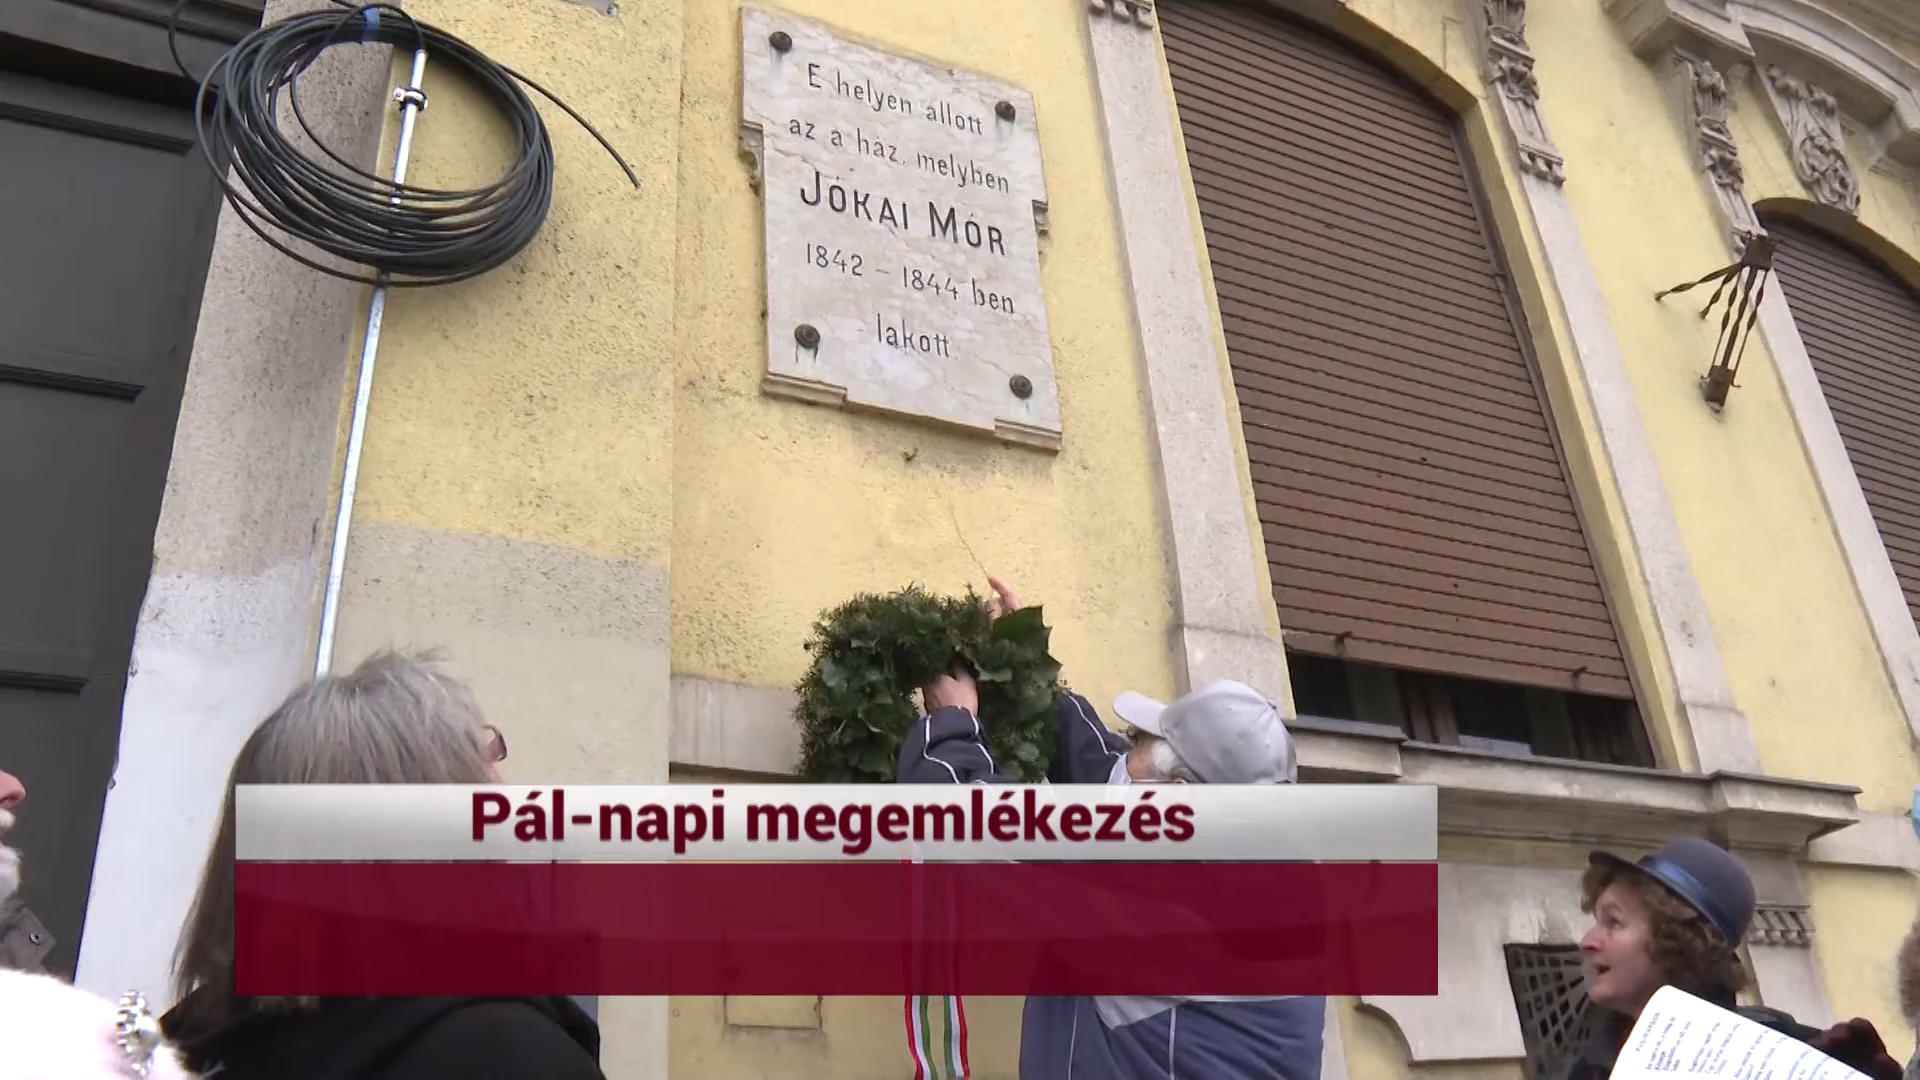 E helyen állott
az a ház, melyben
JÓKAI MÓR
1842 – 1844-ben
lakott.
Pál-napi megemlékezés